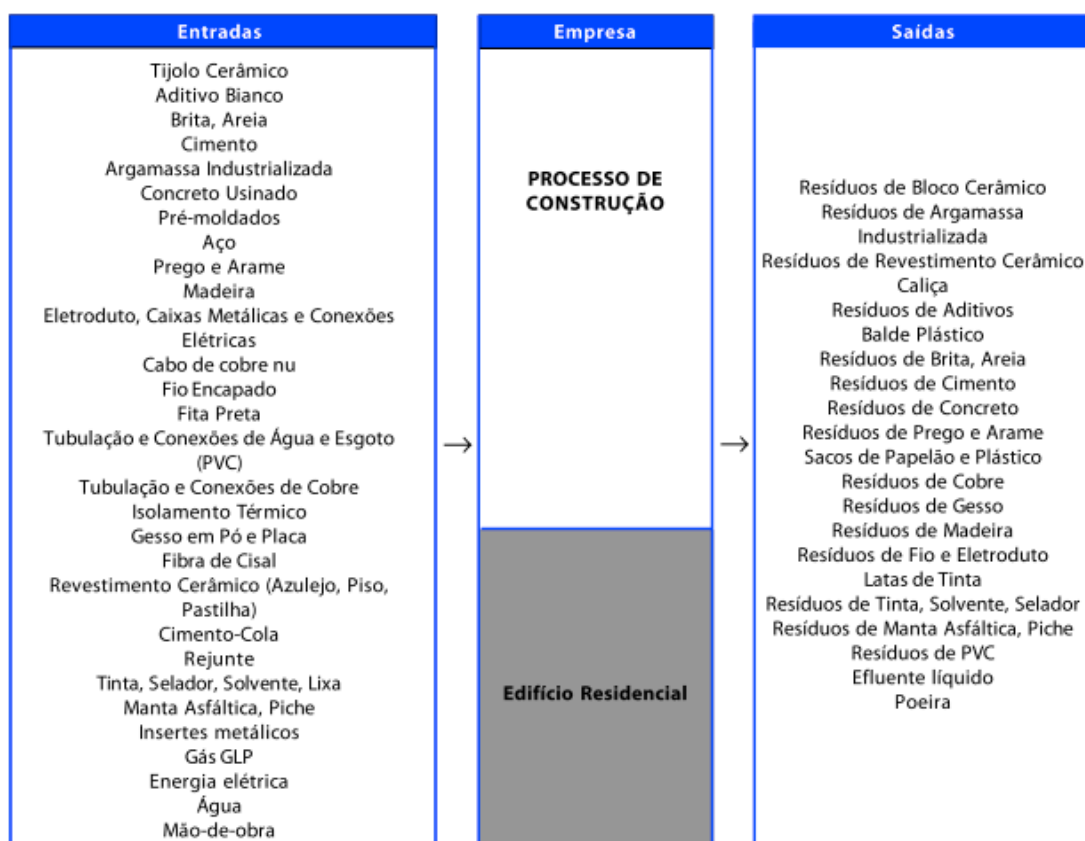 Entradas
Tijolo Cerâmico
Aditivo Bianco
Brita, Areia
Cimento
Argamassa Industrializada
Concreto Usinado
Pré-moldados
Aço
Prego e Arame
Madeira
Eletroduto, Caixas Metálicas e Conexões
Elétricas
Cabo de cobre nu
Fio Encapado
Fita Preta
Tubulação e Conexões de Água e Esgoto
(PVC)
Tubulação e Conexões de Cobre
Isolamento Térmico
Gesso em Pó e Placa
Fibra de Cisal
Revestimento Cerâmico (Azulejo, Piso,
Pastilha)
Cimento-Cola
Rejunte
Tinta, Selador, Solvente, Lixa
Manta Asfáltica, Piche
Insertes metálicos
Gás GLP
Energia elétrica
Água
Mão-de-obra
→
Empresa
PROCESSO DE
CONSTRUÇÃO
Edifício Residencial
→
Saídas
Resíduos de Bloco Cerâmico
Resíduos de Argamassa
Industrializada
Resíduos de Revestimento Cerâmico
Caliça
Resíduos de Aditivos
Balde Plástico
Resíduos de Brita, Areia
Resíduos de Cimento
Resíduos de Concreto
Resíduos de Prego e Arame
Sacos de Papelão e Plástico
Resíduos de Cobre
Resíduos de Gesso
Resíduos de Madeira
Resíduos de Fio e Eletroduto
Latas de Tinta
Resíduos de Tinta, Solvente, Selador
Resíduos de Manta Asfáltica, Piche
Resíduos de PVC
Efluente líquido
Poeira